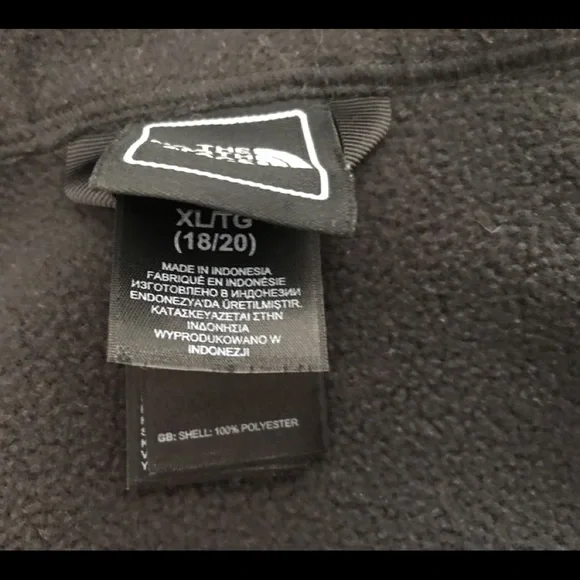 THE
XL/TG
(18/20)
MADE IN INDONESIA
FABRIQUÉ EN INDONÉSIE
ИЗГОТОВЛЕНО В ИНДОНЕЗИИ
ENDONEZYA'DA ÜRETILMIŞTIR.
ΚΑΤΑΣΚΕΥΑΖΕΤΑΙ ΣΤΗΝ
ΙΝΔΟΝΗΣΙΑ
WYPRODUKOWANO W
INDONEZJI
GB: SHELL: 100% POLYESTER